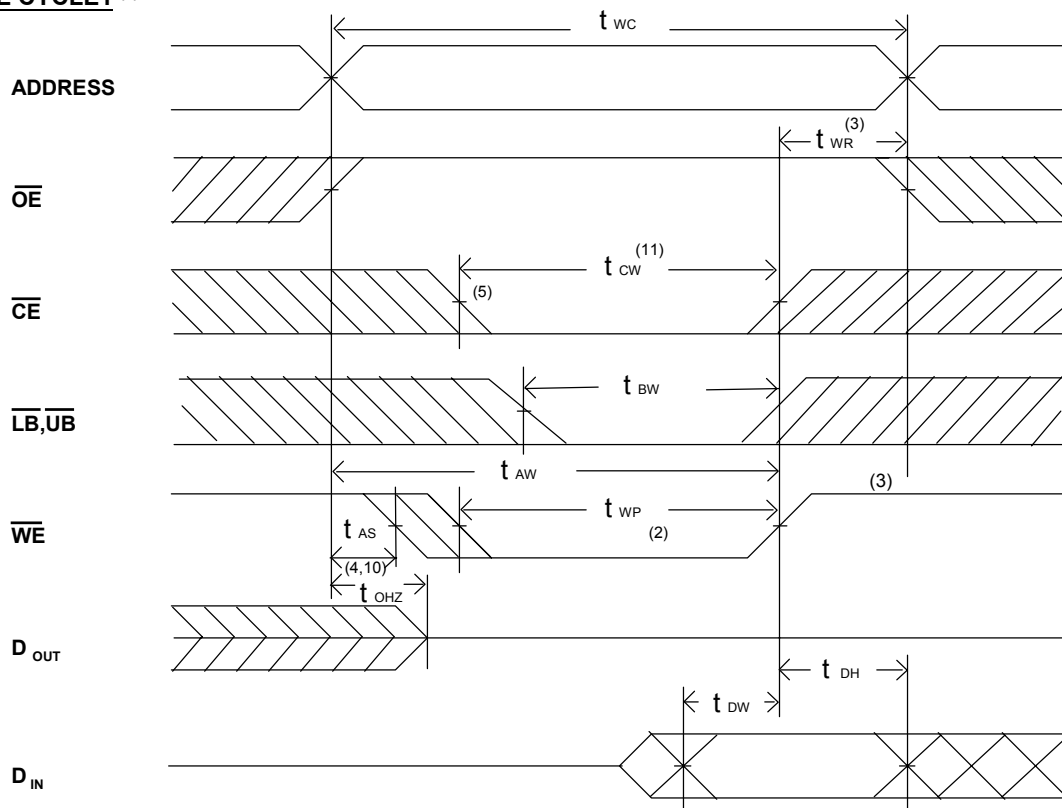 t WC
ADDRESS
t WR (3)
OE
t CW (11)
(5)
CE
t BW
LB,UB
t AW
(3)
t WP
WE
t AS
(2)
(4,10)
t OHZ
D OUT
t DH
t DW
D IN